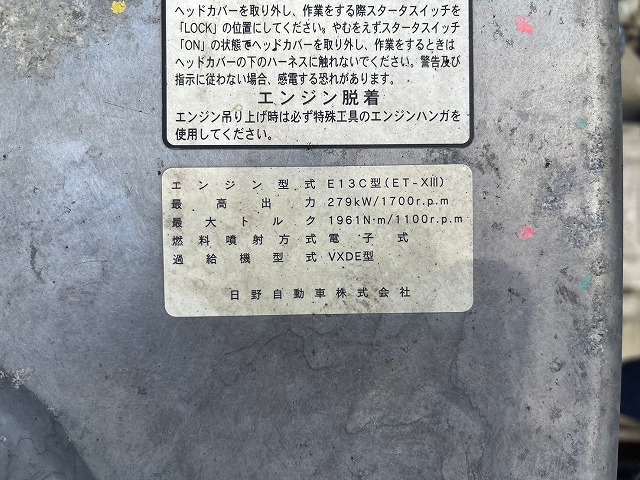 ヘッドカバーを取り外し、作業をする際スタータスイッチを
「LOCK」の位置にしてください。やむをえずスタータスイッチ
「ON」の状態でヘッドカバーを取り外し、作業をするときは
ヘッドカバーの下のハーネスに触れないでください。警告及び
指示に従わない場合、感電する恐れがあります。
エンジン脱着
エンジン吊り上げ時は必ず特殊工具のエンジンハンガを
使用してください。
エンジン型式 E13C型(ET-XⅢ)
最高出力 279kW/1700r.p.m
最大トルク 1961N·m/1100r.p.m
燃料噴射方式 電子式
過給機型式 VXDE型
日野自動車株式会社